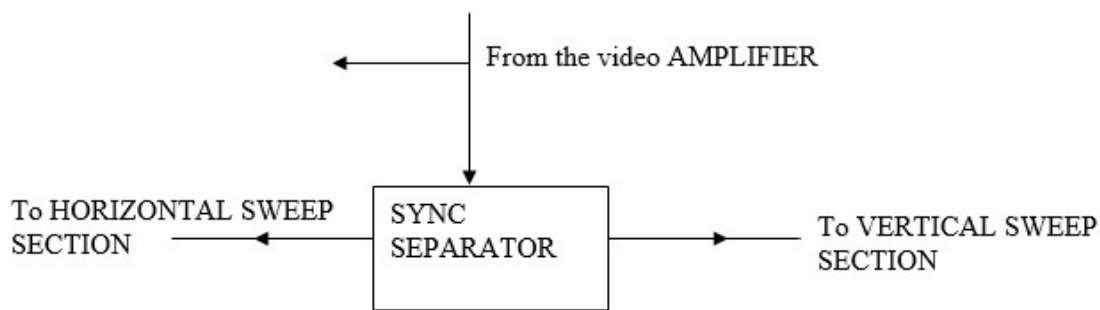 From the video AMPLIFIER
To HORIZONTAL SWEEP
SECTION
SYNC
SEPARATOR
To VERTICAL SWEEP
SECTION